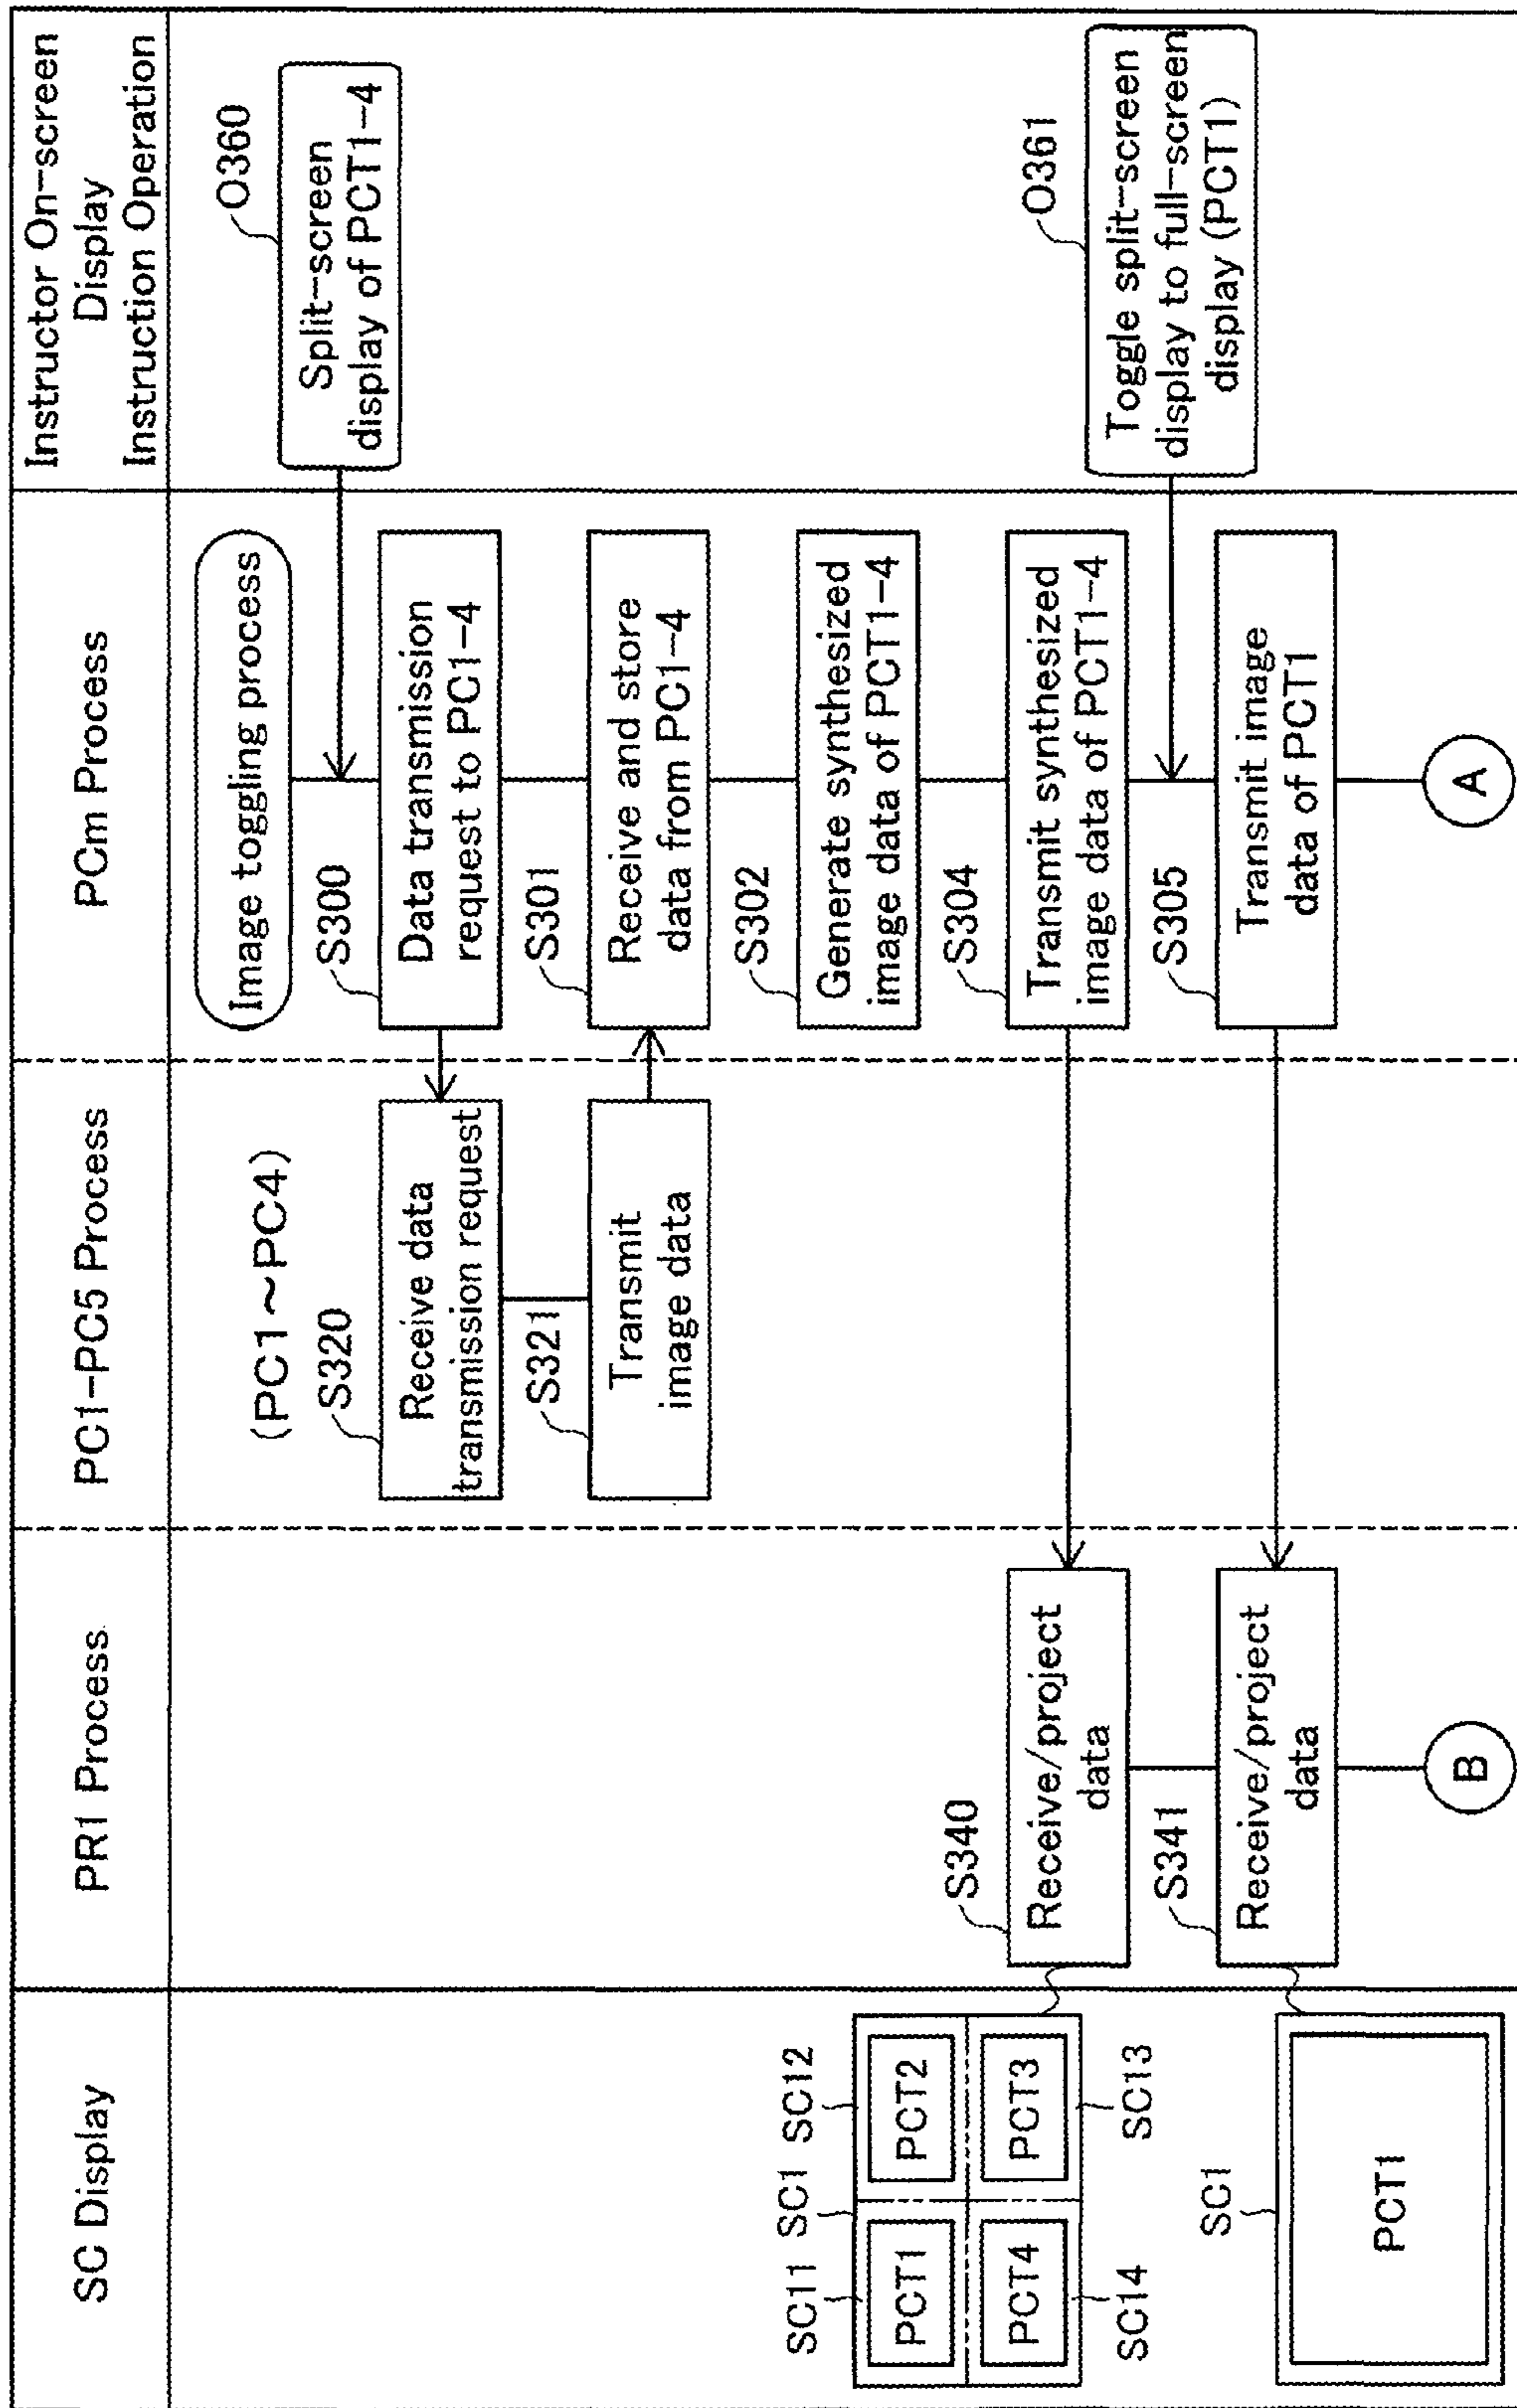 SC Display
PR1 Process
PC1-PC5 Process
PCm Process
Instructor On-screen
Display
Instruction Operation
Image toggling process
O360
Split-screen
display of PCT1-4
(PC1~PC4)
S320
Receive data
transmission request
S300
Data transmission
request to PC1-4
S321
Transmit
image data
S301
Receive and store
data from PC1-4
S302
Generate synthesized
image data of PCT1-4
SC11
SC1
SC12
PCT1
PCT2
PCT4
PCT3
SC14
SC13
S340
Receive/project
data
S304
Transmit synthesized
image data of PCT1-4
O361
Toggle split-screen
display to full-screen
display (PCT1)
SC1
PCT1
S341
Receive/project
data
S305
Transmit image
data of PCT1
B
A